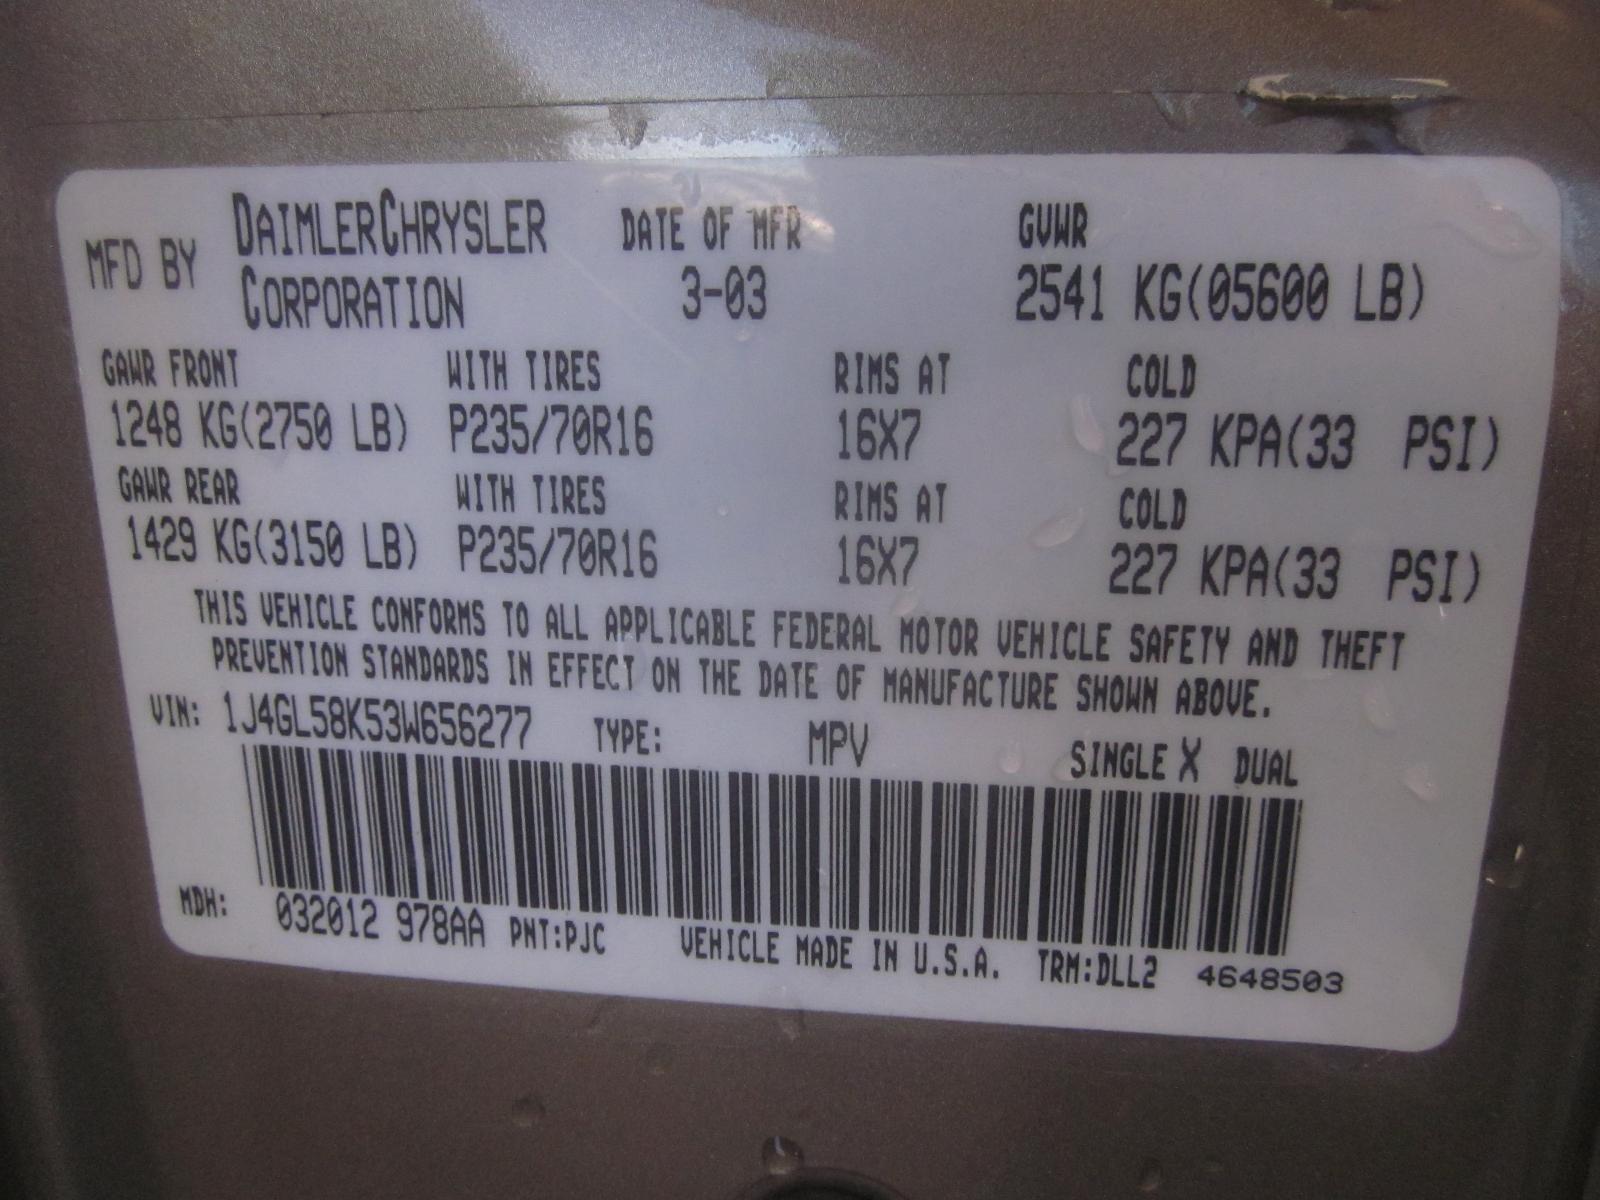 MFD BY DAIMLERCHRYSLER CORPORATION DATE OF MFR 3-03 GVWR 2541 KG(05600 LB)
GAWR FRONT WITH TIRES RIMS AT COLD
1248 KG(2750 LB) P235/70R16 16X7 227 KPA(33 PSI)
GAWR REAR WITH TIRES RIMS AT COLD
1429 KG(3150 LB) P235/70R16 16X7 227 KPA(33 PSI)
THIS VEHICLE CONFORMS TO ALL APPLICABLE FEDERAL MOTOR VEHICLE SAFETY AND THEFT
PREVENTION STANDARDS IN EFFECT ON THE DATE OF MANUFACTURE SHOWN ABOVE.
VIN: 1J4GL58K53W656277 TYPE: MPV SINGLE X DUAL
MDH: 032012 978AA PNT:PJC VEHICLE MADE IN U.S.A. TRM:DLL2 4648503